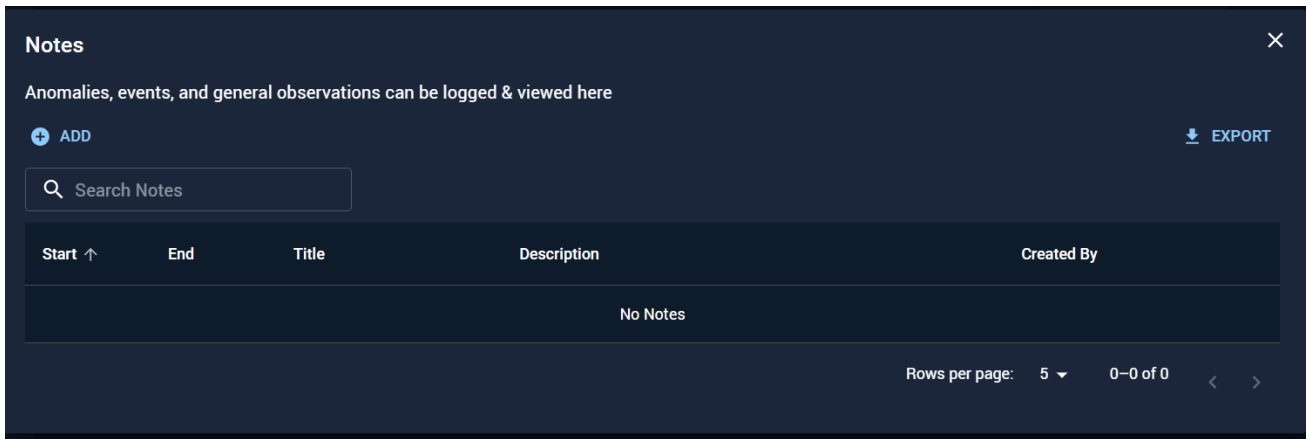 Notes
Anomalies, events, and general observations can be logged & viewed here
ADD
EXPORT
Search Notes
Start End Title Description Created By
No Notes
Rows per page: 5 0–0 of 0